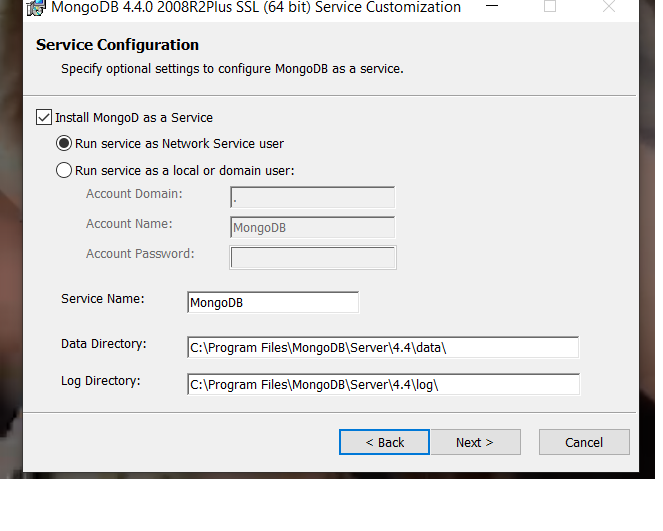 MongoDB 4.4.0 2008R2Plus SSL (64 bit) Service Customization
Service Configuration
Specify optional settings to configure MongoDB as a service.
Install MongoD as a Service
Run service as Network Service user
Run service as a local or domain user:
Account Domain:
.
Account Name:
MongoDB
Account Password:
Service Name:
MongoDB
Data Directory:
C:\Program Files\MongoDB\Server\4.4\data\
Log Directory:
C:\Program Files\MongoDB\Server\4.4\log\
< Back
Next >
Cancel